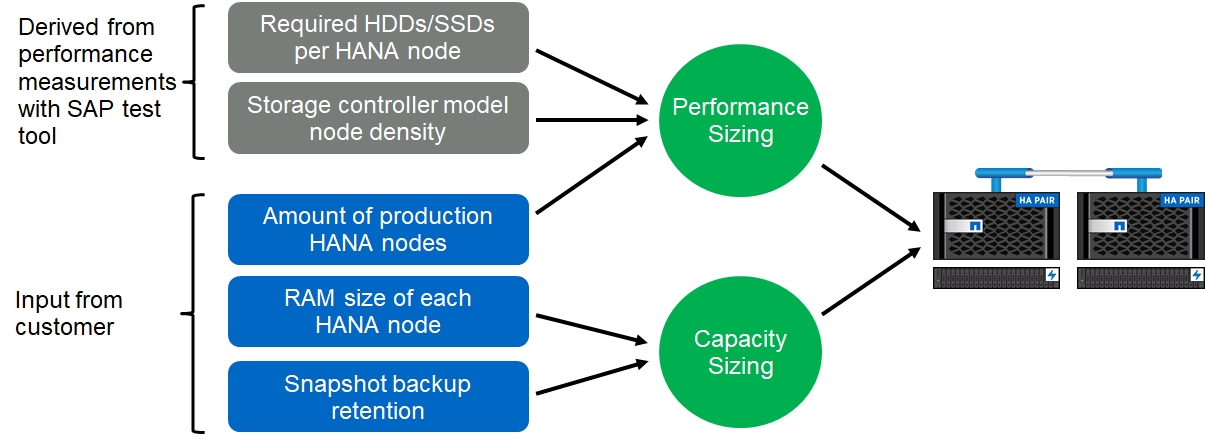 Derived from
performance
measurements
with SAP test
tool
Required HDDs/SSDs
per HANA node
Storage controller model
node density
Performance
Sizing
Input from
customer
Amount of production
HANA nodes
RAM size of each
HANA node
Snapshot backup
retention
Capacity
Sizing
HA PAIR
HA PAIR